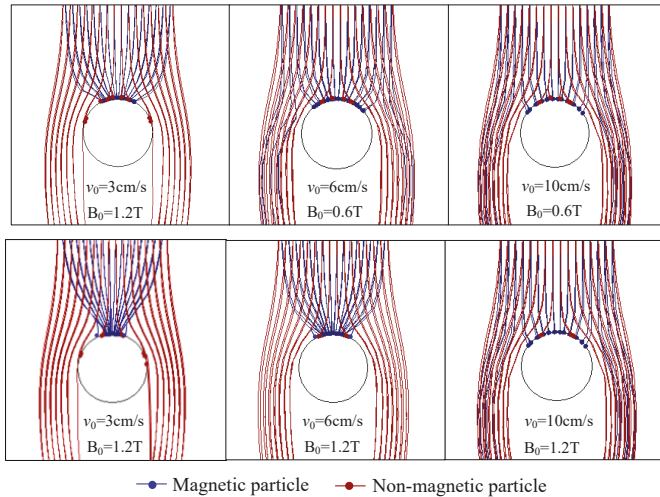 v₀=3cm/s
B₀=1.2T
v₀=6cm/s
B₀=0.6T
v₀=10cm/s
B₀=0.6T
v₀=3cm/s
B₀=1.2T
v₀=6cm/s
B₀=1.2T
v₀=10cm/s
B₀=1.2T
Magnetic particle
Non-magnetic particle